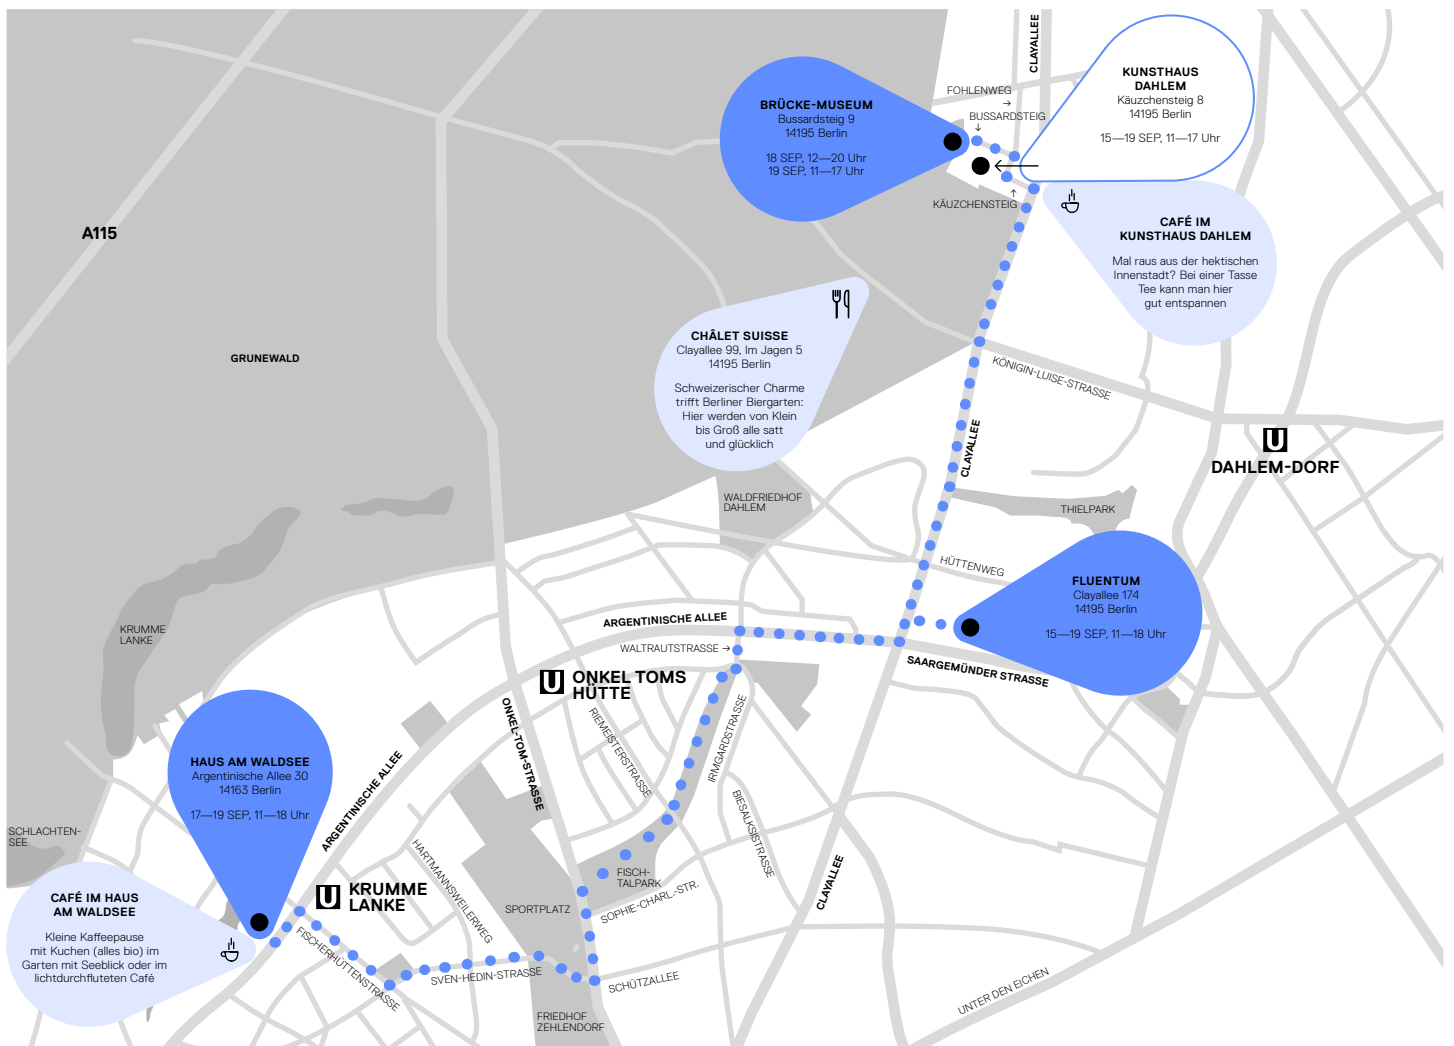 CLAYALLEE
KUNSTHAUS
DAHLEM
Käuzchensteig 8
14195 Berlin
15—19 SEP, 11—17 Uhr
FOHLENWEG
→
BUSSARDSTEIG
↓
BRÜCKE-MUSEUM
Bussardsteig 9
14195 Berlin
18 SEP, 12—20 Uhr
19 SEP, 11—17 Uhr
↑
KÄUZCHENSTEIG
CAFÉ IM
KUNSTHAUS DAHLEM
Mal raus aus der hektischen
Innenstadt? Bei einer Tasse
Tee kann man hier
gut entspannen
A115
GRUNEWALD
CHÂLET SUISSE
Clayallee 99, Im Jagen 5
14195 Berlin
Schweizerischer Charme
trifft Berliner Biergarten:
Hier werden von Klein
bis Groß alle satt
und glücklich
KÖNIGIN-LUISE-STRASSE
CLAYALLEE
U
DAHLEM-DORF
WALDFRIEDHOF
DAHLEM
THIELPARK
HÜTTENWEG
FLUENTUM
Clayallee 174
14195 Berlin
15—19 SEP, 11—18 Uhr
KRUMME
LANKE
ARGENTINISCHE ALLEE
WALTRAUTSTRASSE →
SAARGEMÜNDER STRASSE
U
ONKEL TOMS
HÜTTE
ONKEL-TOM-STRASSE
RIEMEISTERSTRASSE
IRMGARDSTRASSE
BIESALKSISTRASSE
HAUS AM WALDSEE
Argentinische Allee 30
14163 Berlin
17—19 SEP, 11—18 Uhr
ARGENTINISCHE ALLEE
SCHLACHTEN-
SEE
HARTMANNSWEILERWEG
CAFÉ IM HAUS
AM WALDSEE
Kleine Kaffeepause
mit Kuchen (alles bio) im
Garten mit Seeblick oder im
lichtdurchfluteten Café
U
KRUMME
LANKE
FISCH-
TALPARK
SPORTPLATZ
SOPHIE-CHARL.-STR.
CLAYALLEE
FISCHERHÜTTENSTRASSE
SVEN-HEDIN-STRASSE
SCHÜTZALLEE
FRIEDHOF
ZEHLENDORF
UNTER DEN EICHEN